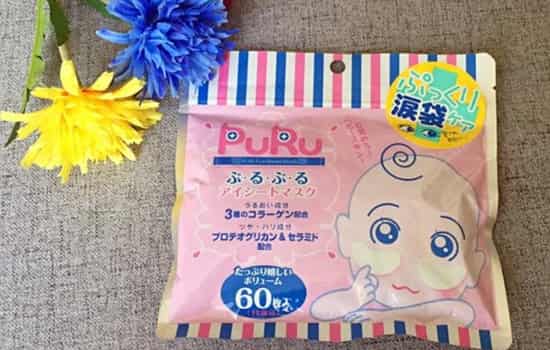 ぷっくり
涙袋ケア
PuRu
ぷ・る・ぷ・る
アイシートマスク
うるおい成分
3種のコラーゲン配合
ツヤ・ハリ成分
プロテオグリカン&セラミド
配合
たっぷり嬉しい
ボリューム
60枚入